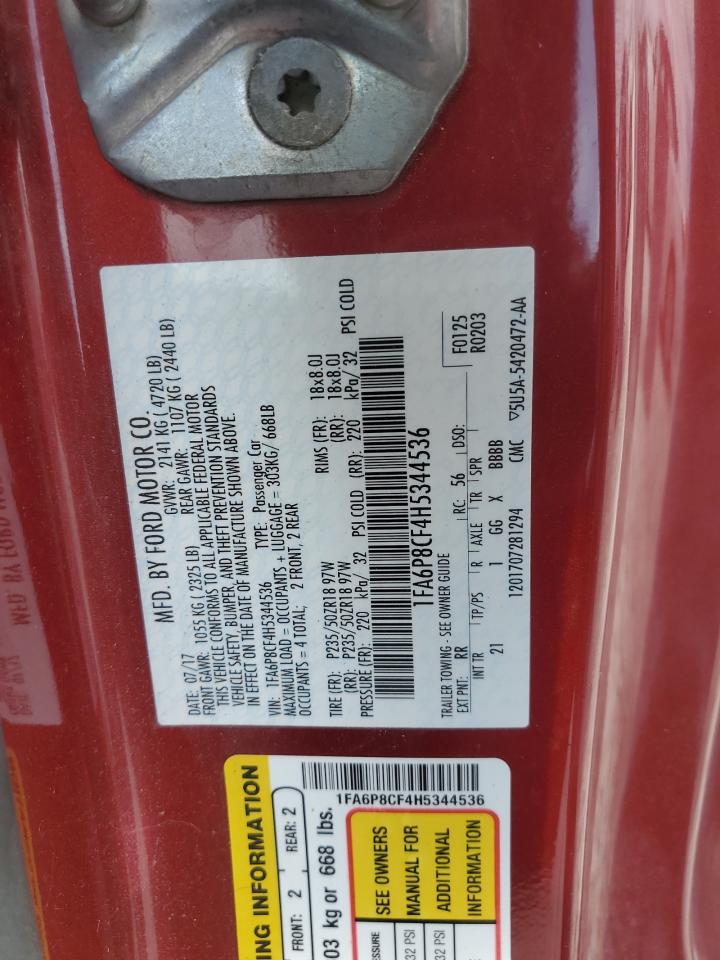 MFD. BY FORD MOTOR CO.
DATE: 07/17 GVWR: 2141 KG ( 4720 LB)
FRONT GAWR: 1055 KG ( 2325 LB) REAR GAWR: 1107 KG ( 2440 LB)
THIS VEHICLE CONFORMS TO ALL APPLICABLE FEDERAL MOTOR
VEHICLE SAFETY, BUMPER, AND THEFT PREVENTION STANDARDS
IN EFFECT ON THE DATE OF MANUFACTURE SHOWN ABOVE.
VIN: 1FA6P8CF4H5344536 TYPE: Passenger Car
MAXIMUM LOAD = OCCUPANTS + LUGGAGE = 303KG/ 668LB
OCCUPANTS = 4 TOTAL; 2 FRONT, 2 REAR
TIRE (FR): P235/50ZR18 97W RIMS (FR): 18x8.0J
(RR): P235/50ZR18 97W (RR): 18x8.0J
PRESSURE (FR): 220 kPa/ 32 PSI COLD (RR): 220 kPa/ 32 PSI COLD
1FA6P8CF4H5344536
TRAILER TOWING - SEE OWNER GUIDE
EXT PNT: RR RC: 56 DSO:
F0125
R0203
INT TR TP/PS R AXLE TR SPR
21 1 GG X BBBB
1201707281294 CMC ▽5U5A-5420472-AA
ING INFORMATION
FRONT: 2 REAR: 2
03 kg or 668 lbs.
1FA6P8CF4H5344536
SEE OWNERS
MANUAL FOR
ADDITIONAL
INFORMATION
32 PSI
32 PSI